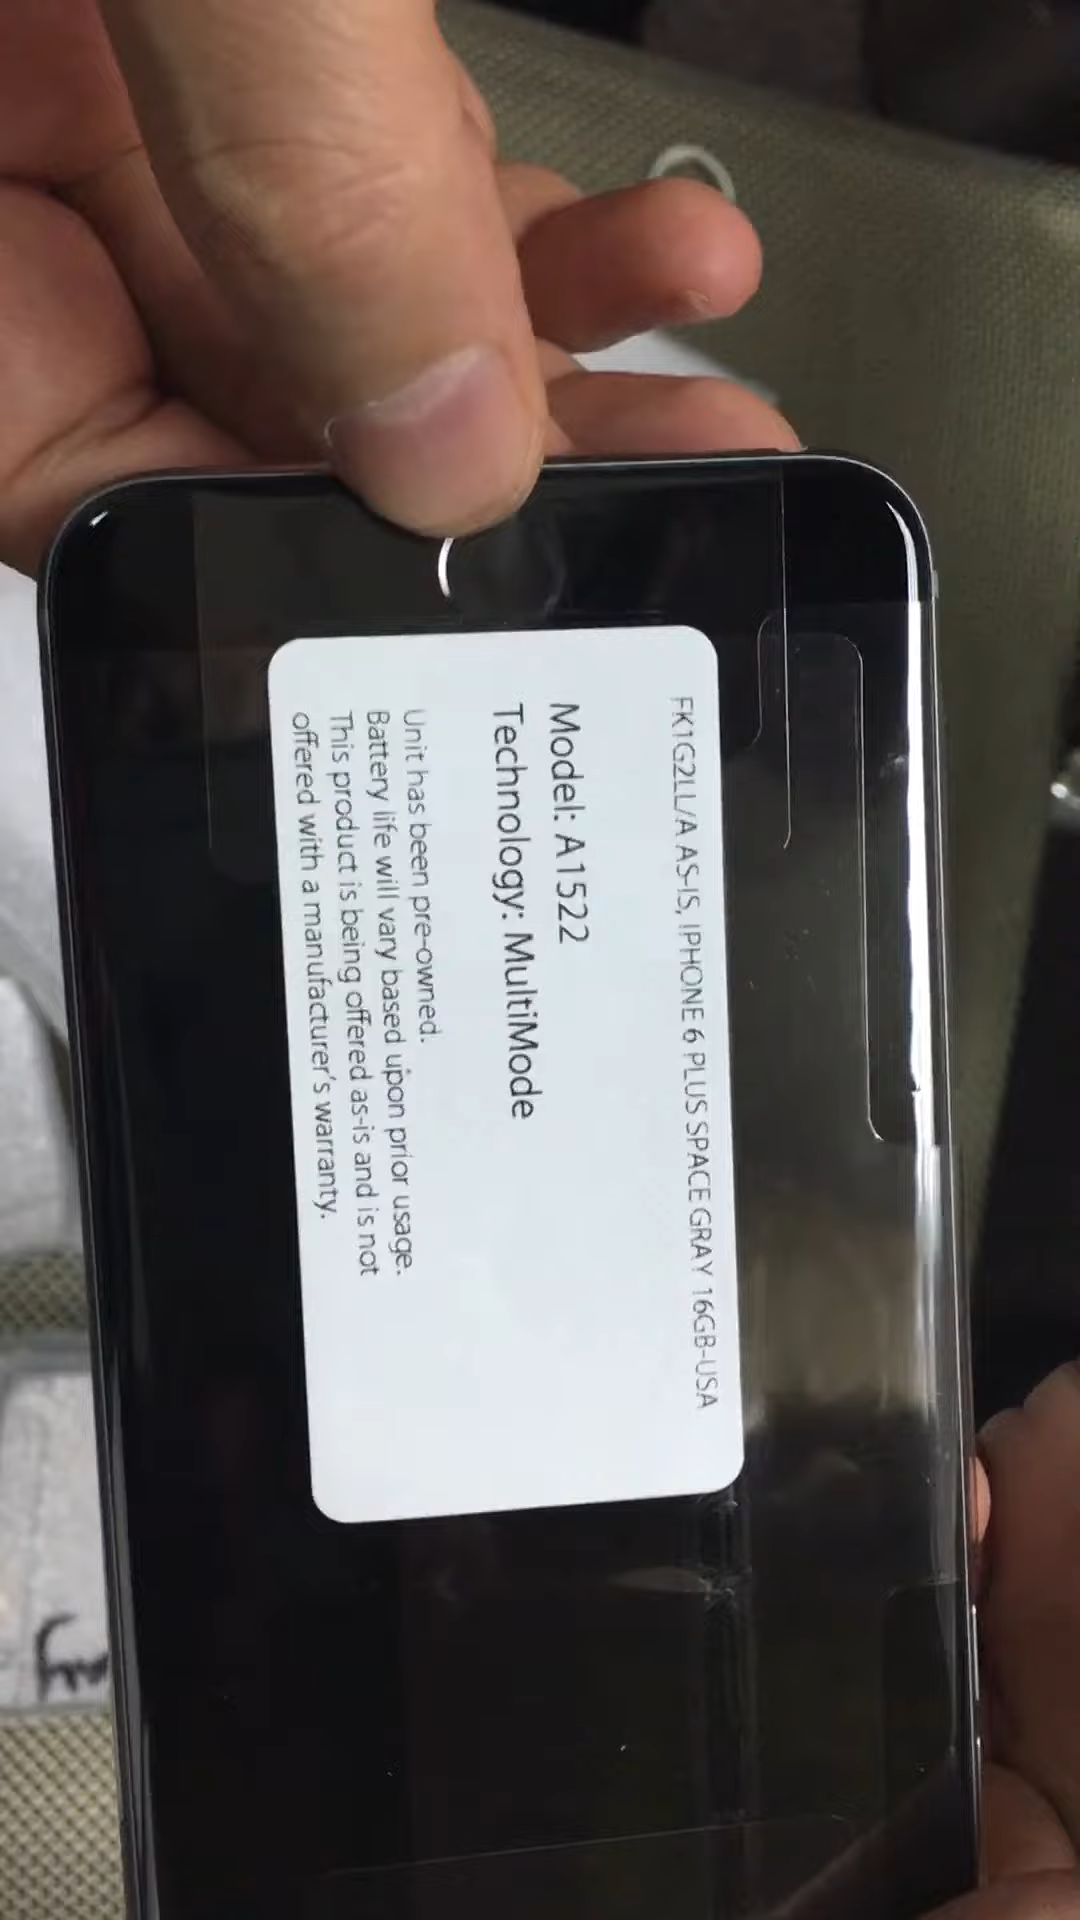 FK1G2LL/A AS-IS, IPHONE 6 PLUS SPACE GRAY 16GB-USA
Model: A1522
Technology: MultiMode
Unit has been pre-owned.
Battery life will vary based upon prior usage.
This product is being offered as-is and is not
offered with a manufacturer's warranty.